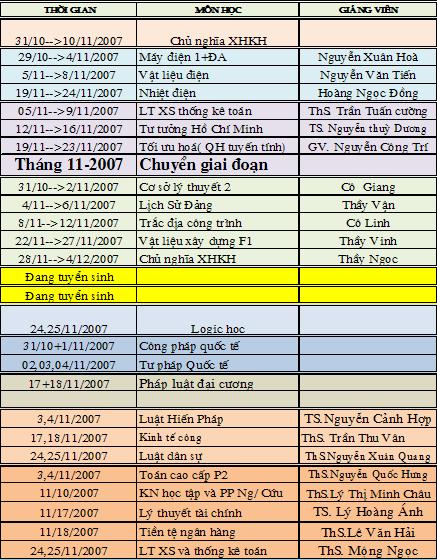 THỜI GIAN MÔN HỌC GIẢNG VIÊN
31/10-->10/11/2007 Chủ nghĩa XHKH
29/10-->4/11/2007 Máy điện 1+ĐA Nguyễn Xuân Hoà
5/11-->8/11/2007 Vật liệu điện Nguyễn Văn Tiến
19/11-->24/11/2007 Nhiệt điện Hoàng Ngọc Đồng
05/11-->9/11/2007 LT XS thống kê toán ThS. Trần Tuấn cường
12/11-->16/11/2007 Tư tưởng Hồ Chí Minh TS. Nguyễn thuỳ Dương
19/11-->23/11/2007 Tối ưu hoá( QH tuyến tính) GV. Nguyễn Công Trí
Tháng 11-2007 Chuyển giai đoạn
31/10-->2/11/2007 Cơ sở lý thuyết 2 Cô Giang
4/11-->6/11/2007 Lịch Sử Đảng Thầy Vận
8/11-->12/11/2007 Trắc địa công trình Cô Linh
22/11-->27/11/2007 Vật liệu xây dựng F1 Thầy Vinh
28/11-->4/12/2007 Chủ nghĩa XHKH Thầy Ngọc
Đang tuyển sinh
Đang tuyển sinh
24,25/11/2007 Logic học
31/10+1/11/2007 Công pháp quốc tế
02,03,04/11/2007 Tư pháp Quốc tế
17+18/11/2007 Pháp luật đại cương
3,4/11/2007 Luật Hiến Pháp TS.Nguyễn Cảnh Hợp
17,18/11/2007 Kinh tế công ThS. Trần Thu Vân
24,25/11/2007 Luật dân sự ThS.Nguyễn Xuân Quang
3,4/11/2007 Toán cao cấp P2 ThS.Nguyễn Quốc Hưng
11/10/2007 KN học tập và PP Ng/ Cứu ThS.Lý Thị Minh Châu
11/17/2007 Lý thuyết tài chính TS. Lý Hoàng Ánh
11/18/2007 Tiền tệ ngân hàng ThS.Lê Văn Hải
24,25/11/2007 LT XS và thống kê toán ThS. Mộng Ngọc